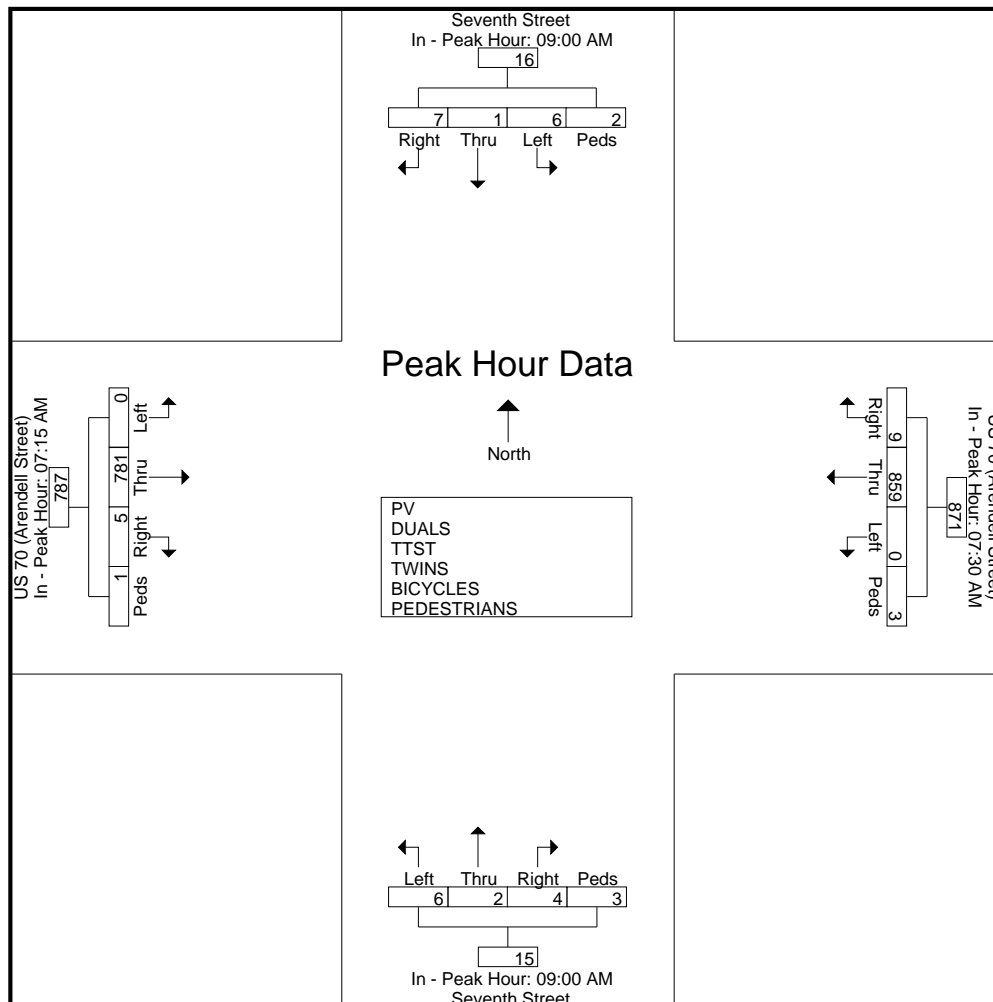 Seventh Street
In - Peak Hour: 09:00 AM
16
7 1 6 2
Right Thru Left Peds
Peak Hour Data
North
US 70 (Arendell Street)
In - Peak Hour: 07:15 AM
787
0 781 5 1
Left Thru Right Peds
PV
DUALS
TTST
TWINS
BICYCLES
PEDESTRIANS
Right Thru Left Peds
9 859 0 3
871
In - Peak Hour: 07:30 AM
US 70 (Arendell Street)
Left Thru Right Peds
6 2 4 3
15
In - Peak Hour: 09:00 AM
Seventh Street